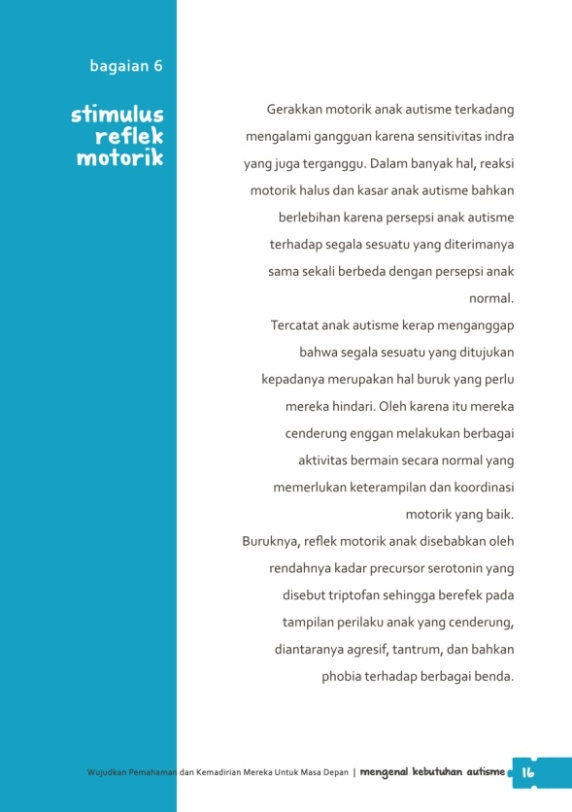 bagaian 6
stimulus
reflek
motorik
Gerakkan motorik anak autisme terkadang
mengalami gangguan karena sensitivitas indra
yang juga terganggu. Dalam banyak hal, reaksi
motorik halus dan kasar anak autisme bahkan
berlebihan karena persepsi anak autisme
terhadap segala sesuatu yang diterimanya
sama sekali berbeda dengan persepsi anak
normal.
Tercatat anak autisme kerap menganggap
bahwa segala sesuatu yang ditujukan
kepadanya merupakan hal buruk yang perlu
mereka hindari. Oleh karena itu mereka
cenderung enggan melakukan berbagai
aktivitas bermain secara normal yang
memerlukan keterampilan dan koordinasi
motorik yang baik.
Buruknya, reflek motorik anak disebabkan oleh
rendahnya kadar precursor serotonin yang
disebut triptofan sehingga berefek pada
tampilan perilaku anak yang cenderung,
diantaranya agresif, tantrum, dan bahkan
phobia terhadap berbagai benda.
Wujudkan Pemahaman dan Kemadirian Mereka Untuk Masa Depan | mengenal kebutuhan autisme 16